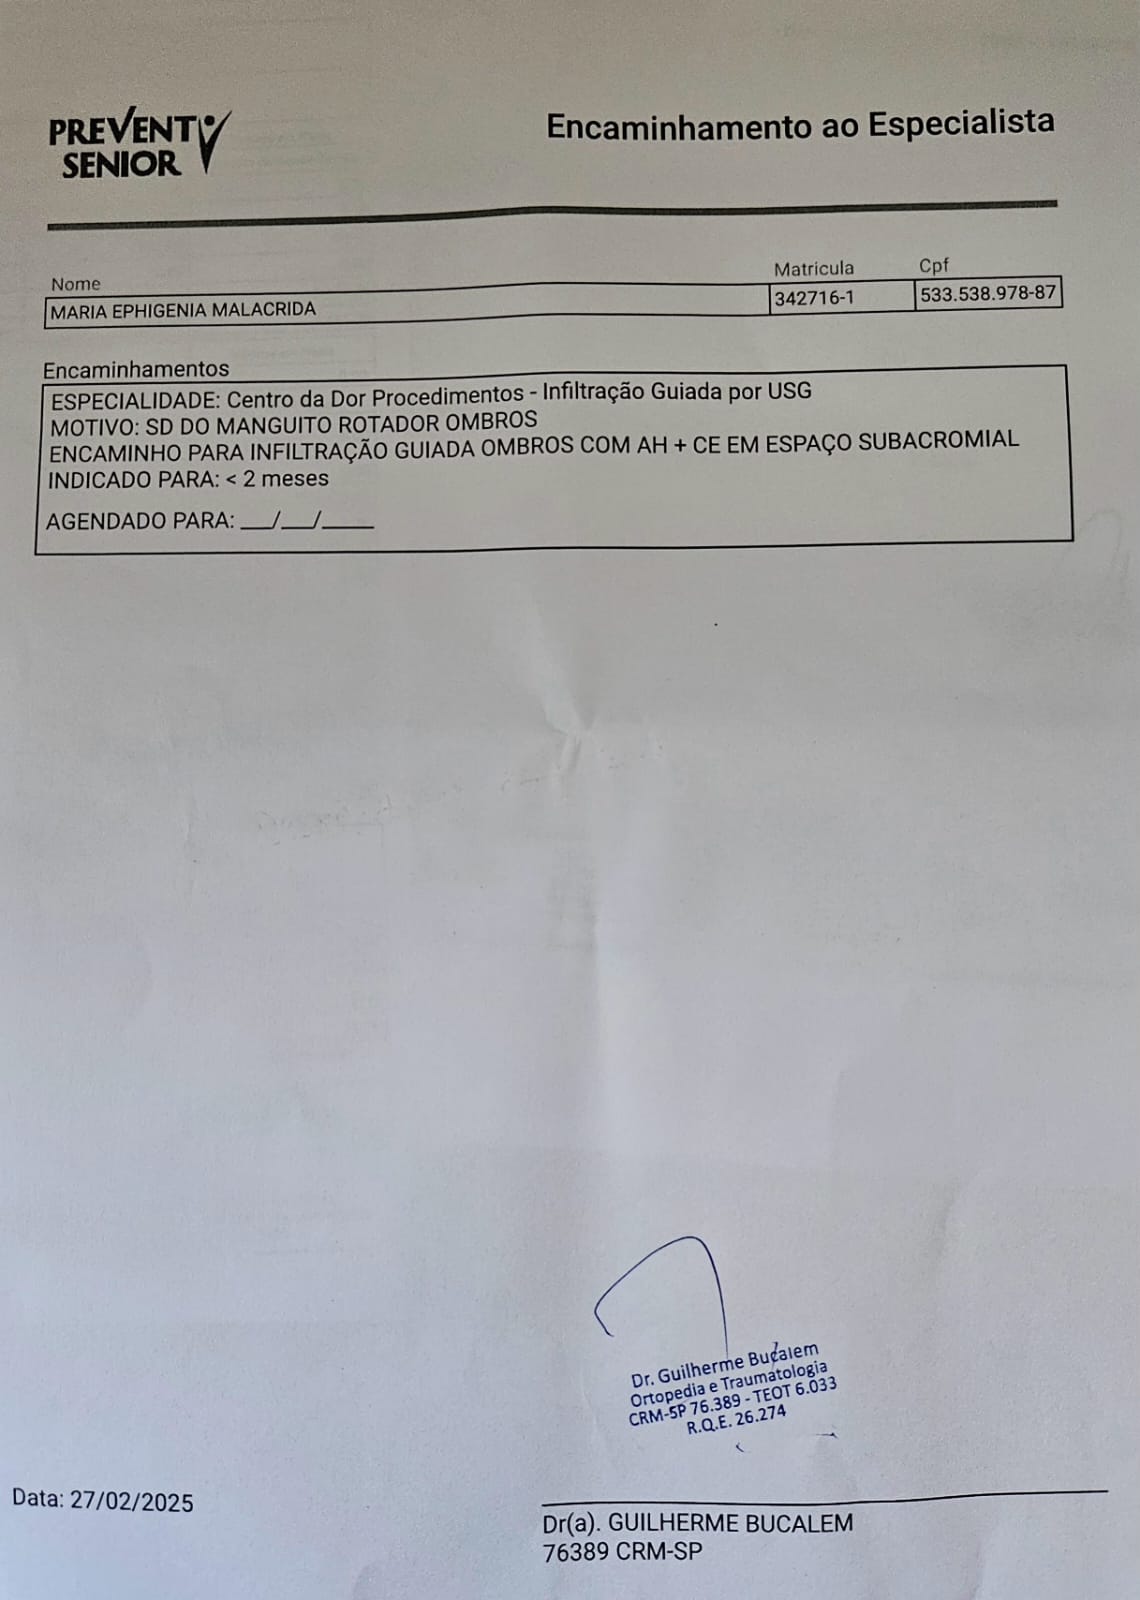 PREVENT SENIOR
Encaminhamento ao Especialista
Nome
Matricula
Cpf
MARIA EPHIGENIA MALACRIDA
342716-1
533.538.978-87
Encaminhamentos
ESPECIALIDADE: Centro da Dor Procedimentos - Infiltração Guiada por USG
MOTIVO: SD DO MANGUITO ROTADOR OMBROS
ENCAMINHO PARA INFILTRAÇÃO GUIADA OMBROS COM AH + CE EM ESPAÇO SUBACROMIAL
INDICADO PARA: < 2 meses
AGENDADO PARA: __/__/____
Dr. Guilherme Bucalem
Ortopedia e Traumatologia
CRM-SP 76.389 - TEOT 6.033
R.Q.E. 26.274
Data: 27/02/2025
Dr(a). GUILHERME BUCALEM
76389 CRM-SP